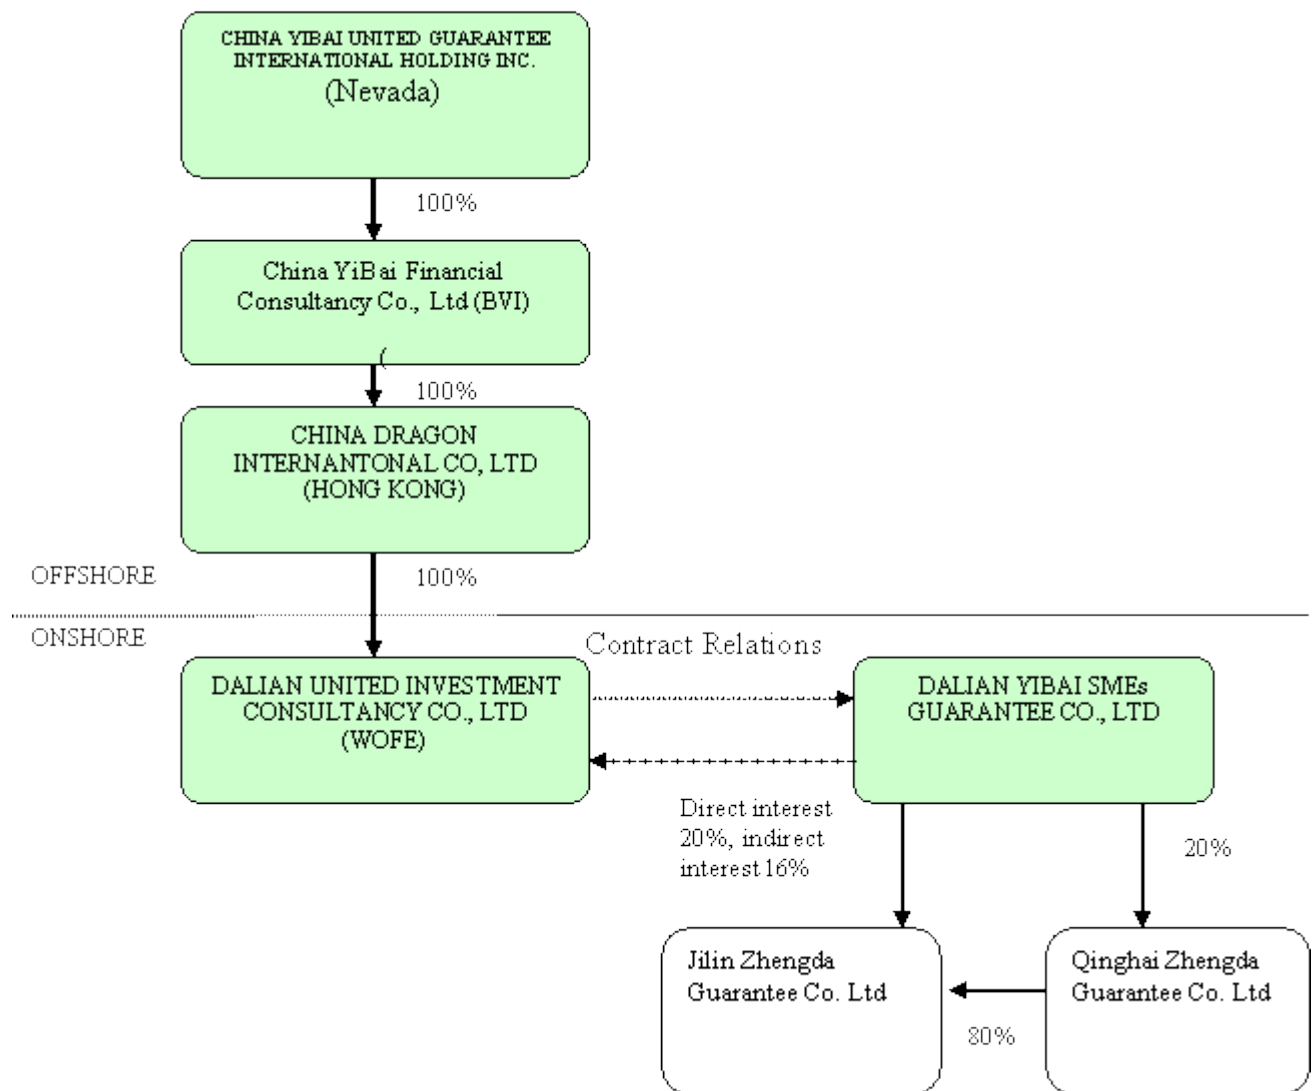 CHINA YIBAI UNITED GUARANTEE
INTERNATIONAL HOLDING INC.
(Nevada)
100%
China YiBai Financial
Consultancy Co., Ltd (BVI)
(
100%
CHINA DRAGON
INTERNANTONAL CO, LTD
(HONG KONG)
OFFSHORE
100%
ONSHORE
Contract Relations
DALIAN UNITED INVESTMENT
CONSULTANCY CO., LTD
(WOFE)
DALIAN YIBAI SMEs
GUARANTEE CO., LTD
Direct interest
20%, indirect
interest 16%
20%
Jilin Zhengda
Guarantee Co. Ltd
Qinghai Zhengda
Guarantee Co. Ltd
80%